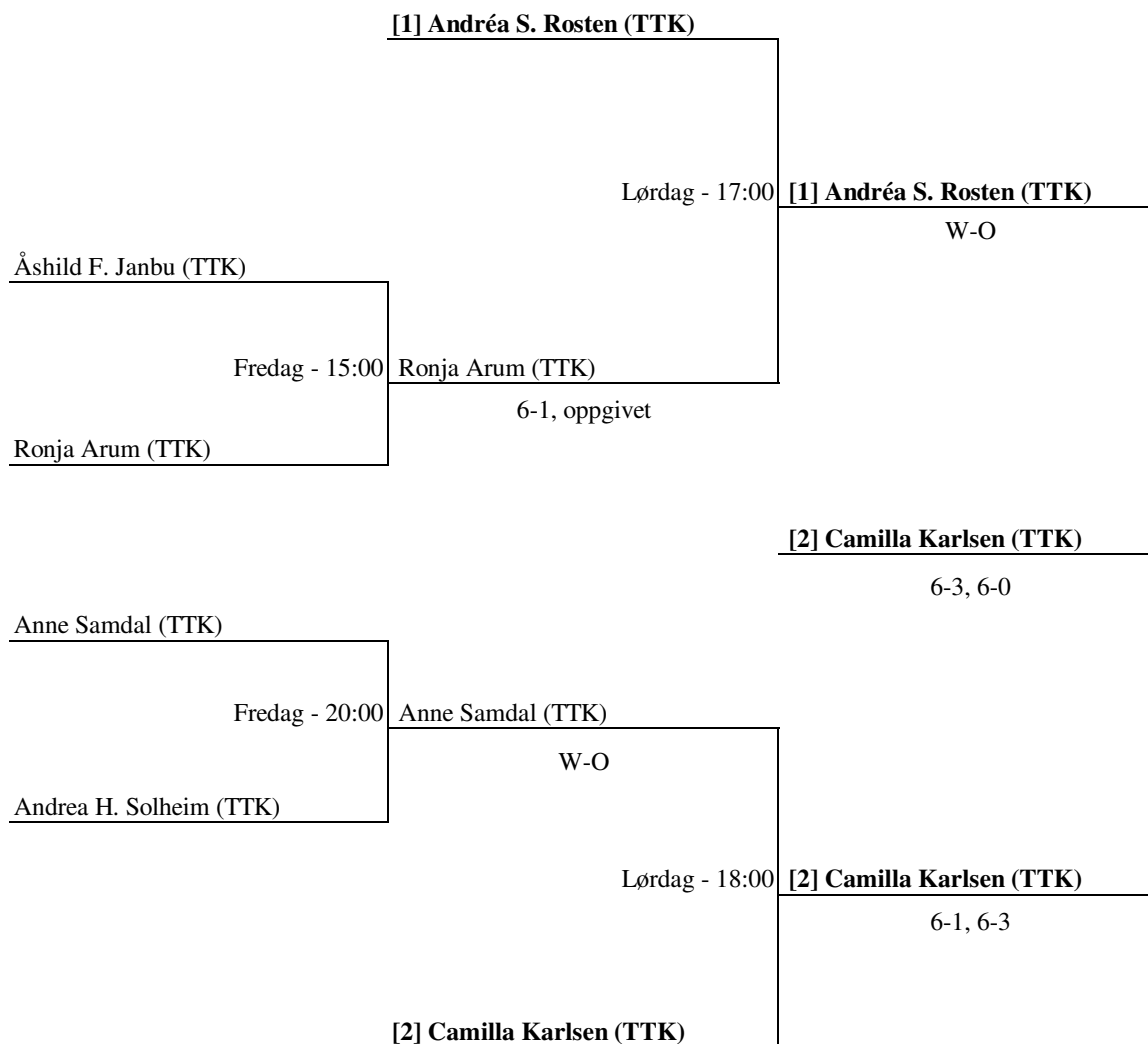 [1] Andréa S. Rosten (TTK)
Lørdag - 17:00
[1] Andréa S. Rosten (TTK)
W-O
Åshild F. Janbu (TTK)
Fredag - 15:00
Ronja Arum (TTK)
6-1, oppgivet
Ronja Arum (TTK)
[2] Camilla Karlsen (TTK)
6-3, 6-0
Anne Samdal (TTK)
Fredag - 20:00
Anne Samdal (TTK)
W-O
Andrea H. Solheim (TTK)
Lørdag - 18:00
[2] Camilla Karlsen (TTK)
6-1, 6-3
[2] Camilla Karlsen (TTK)